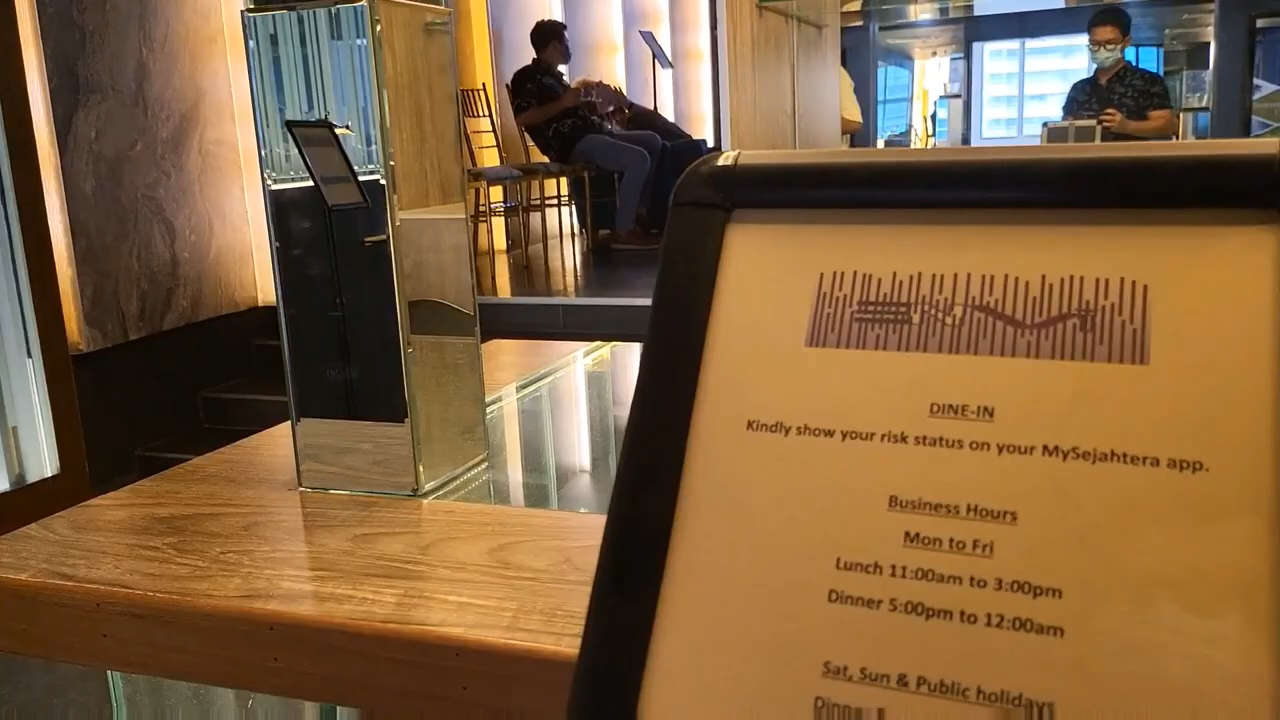 DINE-IN
Kindly show your risk status on your MySejahtera app.
Business Hours
Mon to Fri
Lunch 11:00am to 3:00pm
Dinner 5:00pm to 12:00am
Sat, Sun & Public holidays